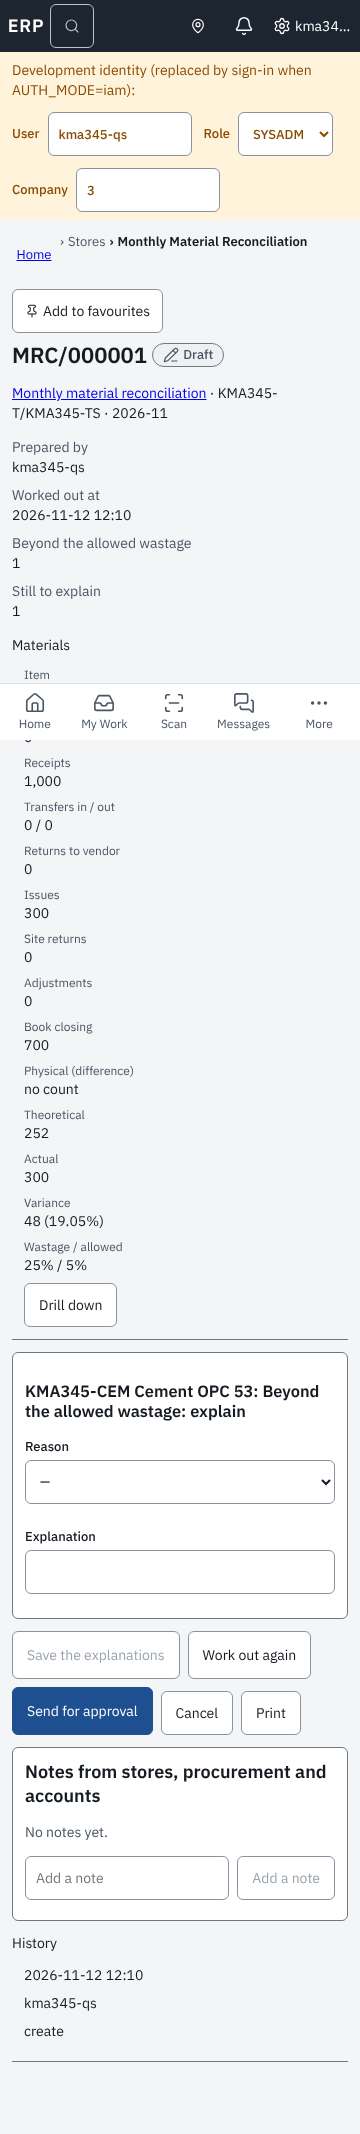 ERP
kma34...
Development identity (replaced by sign-in when
AUTH_MODE=iam):
User kma345-qs Role SYSADM
Company 3
Home › Stores › Monthly Material Reconciliation
Add to favourites
MRC/000001 Draft
Monthly material reconciliation · KMA345-
T/KMA345-TS · 2026-11
Prepared by
kma345-qs
Worked out at
2026-11-12 12:10
Beyond the allowed wastage
1
Still to explain
1
Materials
Item
Home My Work Scan Messages More
Receipts
1,000
Transfers in / out
0 / 0
Returns to vendor
0
Issues
300
Site returns
0
Adjustments
0
Book closing
700
Physical (difference)
no count
Theoretical
252
Actual
300
Variance
48 (19.05%)
Wastage / allowed
25% / 5%
Drill down
KMA345-CEM Cement OPC 53: Beyond
the allowed wastage: explain
Reason
—
Explanation
Save the explanations Work out again
Send for approval Cancel Print
Notes from stores, procurement and
accounts
No notes yet.
Add a note Add a note
History
2026-11-12 12:10
kma345-qs
create